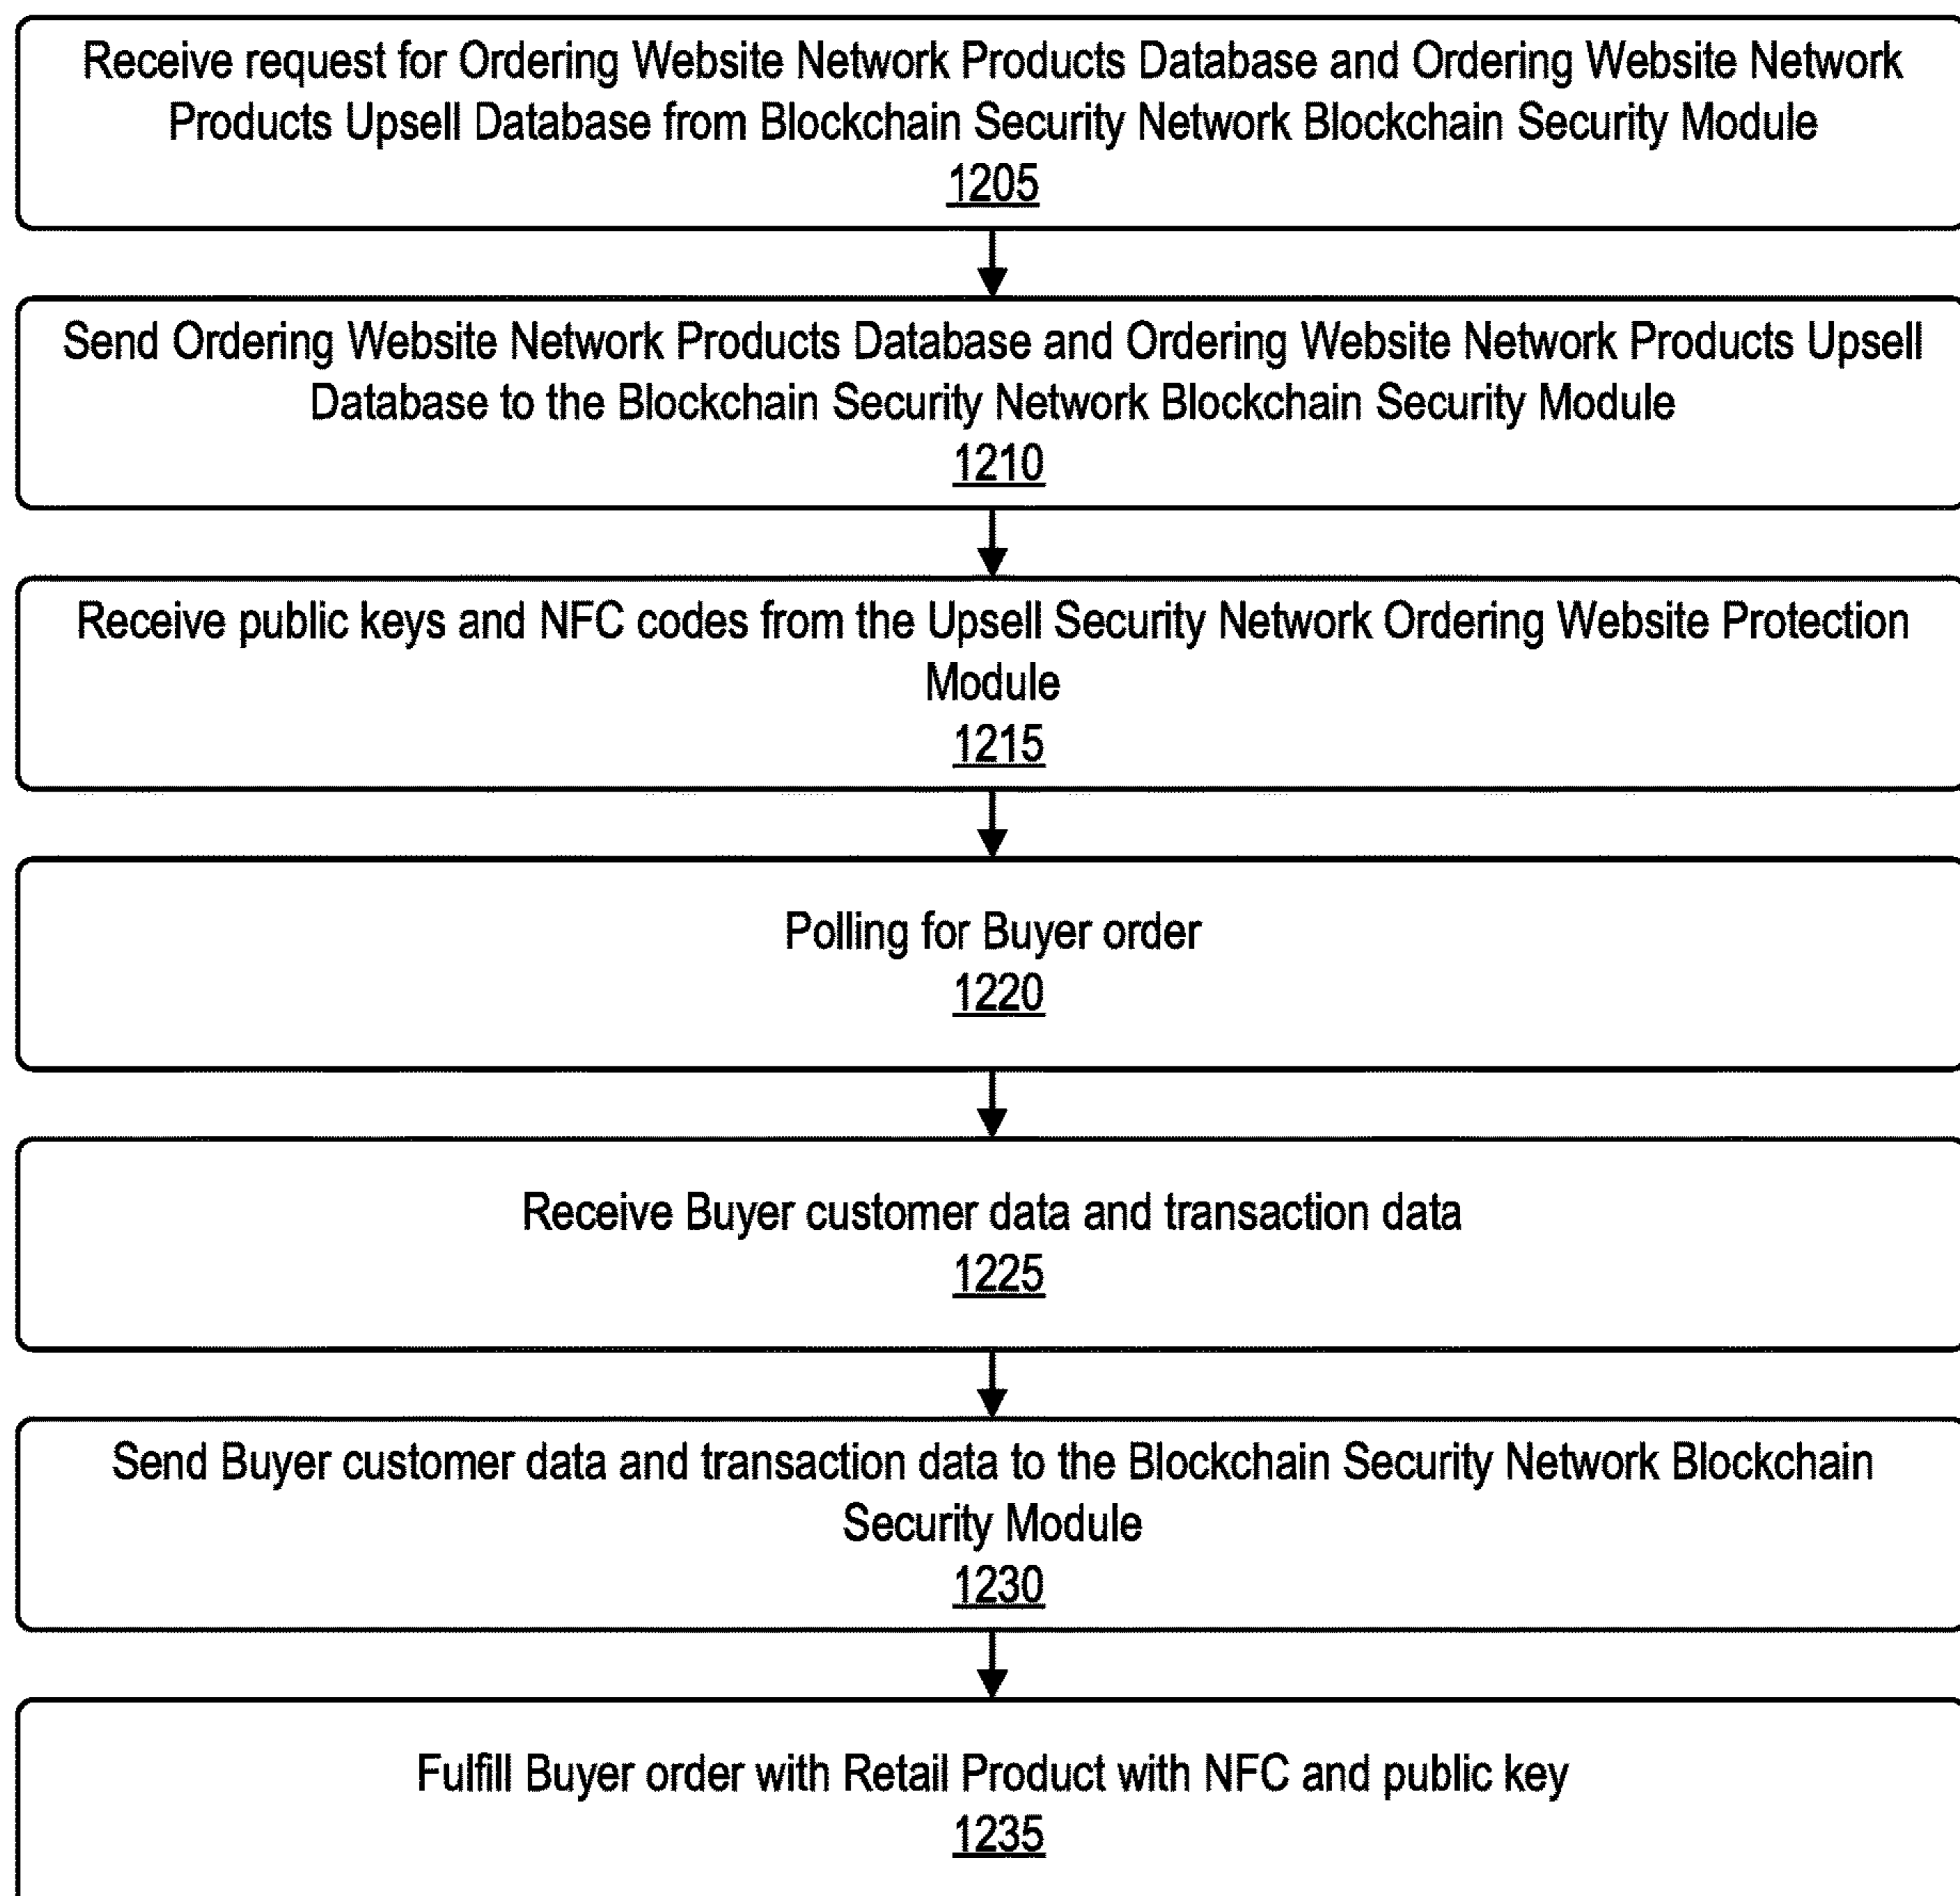 Receive request for Ordering Website Network Products Database and Ordering Website Network
Products Upsell Database from Blockchain Security Network Blockchain Security Module
1205
Send Ordering Website Network Products Database and Ordering Website Network Products Upsell
Database to the Blockchain Security Network Blockchain Security Module
1210
Receive public keys and NFC codes from the Upsell Security Network Ordering Website Protection
Module
1215
Polling for Buyer order
1220
Receive Buyer customer data and transaction data
1225
Send Buyer customer data and transaction data to the Blockchain Security Network Blockchain
Security Module
1230
Fulfill Buyer order with Retail Product with NFC and public key
1235